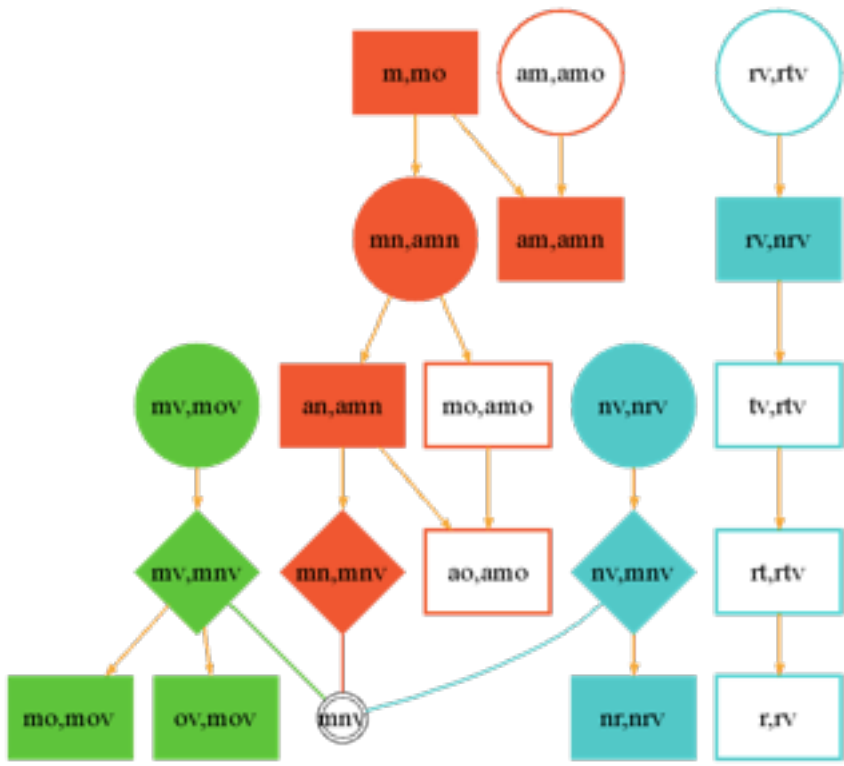 m,mo
am,amo
rv,rtv
mn,amn
am,amn
rv,nrv
mv,mov
an,amn
mo,amo
nv,nrv
tv,rtv
mv,mnv
mn,mnv
ao,amo
nv,mnv
rt,rtv
mo,mov
ov,mov
mnv
nr,nrv
r,rv